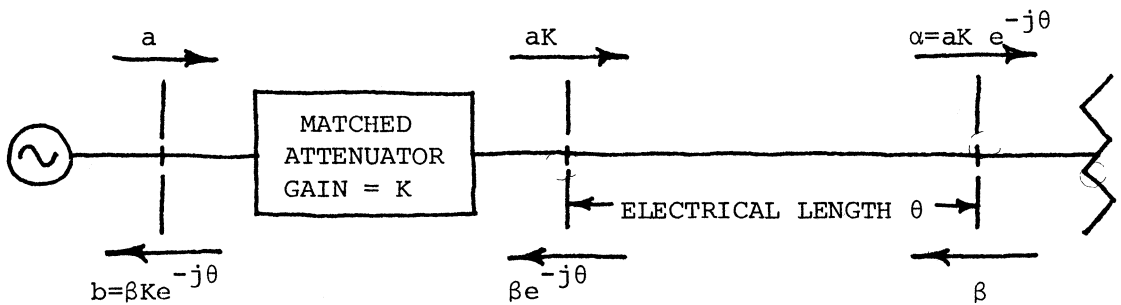 a
aK
α=aK e^-jθ
MATCHED
ATTENUATOR
GAIN = K
ELECTRICAL LENGTH θ
b=βKe^-jθ
βe^-jθ
β